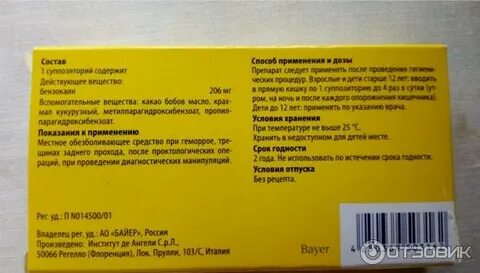 Состав
1 суппозиторий содержит
Действующее вещество:
бензокаин 206 мг
Вспомогательные вещества: какао бобов масло, крах-
мал кукурузный, метилпарагидроксибензоат, пропил-
парагидроксибензоат.
Показания к применению
Местное обезболивающее средство при геморрое, тре-
щинах заднего прохода, после проктологических опе-
раций, при проведении диагностических манипуляций.
Рег. уд.: П N014500/01
Владелец рег. уд.: АО «БАЙЕР», Россия
Произведено: Институт де Ангели С.р.Л.,
50066 Регелло (Флоренция), Лок. Прулли, 103/С, Италия
Способ применения и дозы
Препарат следует применять после проведения гигиени-
ческих процедур. Взрослые и дети старше 12 лет: вводить
в прямую кишку по 1 суппозиторию до 4 раз в сутки (ут-
ром, на ночь и после каждого опорожнения кишечника).
Дети до 12 лет: применять по указанию врача.
Условия хранения
При температуре не выше 25 °С.
Хранить в недоступном для детей месте.
Срок годности
2 года. Не использовать по истечении срока годности.
Условия отпуска
Без рецепта.
Bayer
ОТЗОВИК